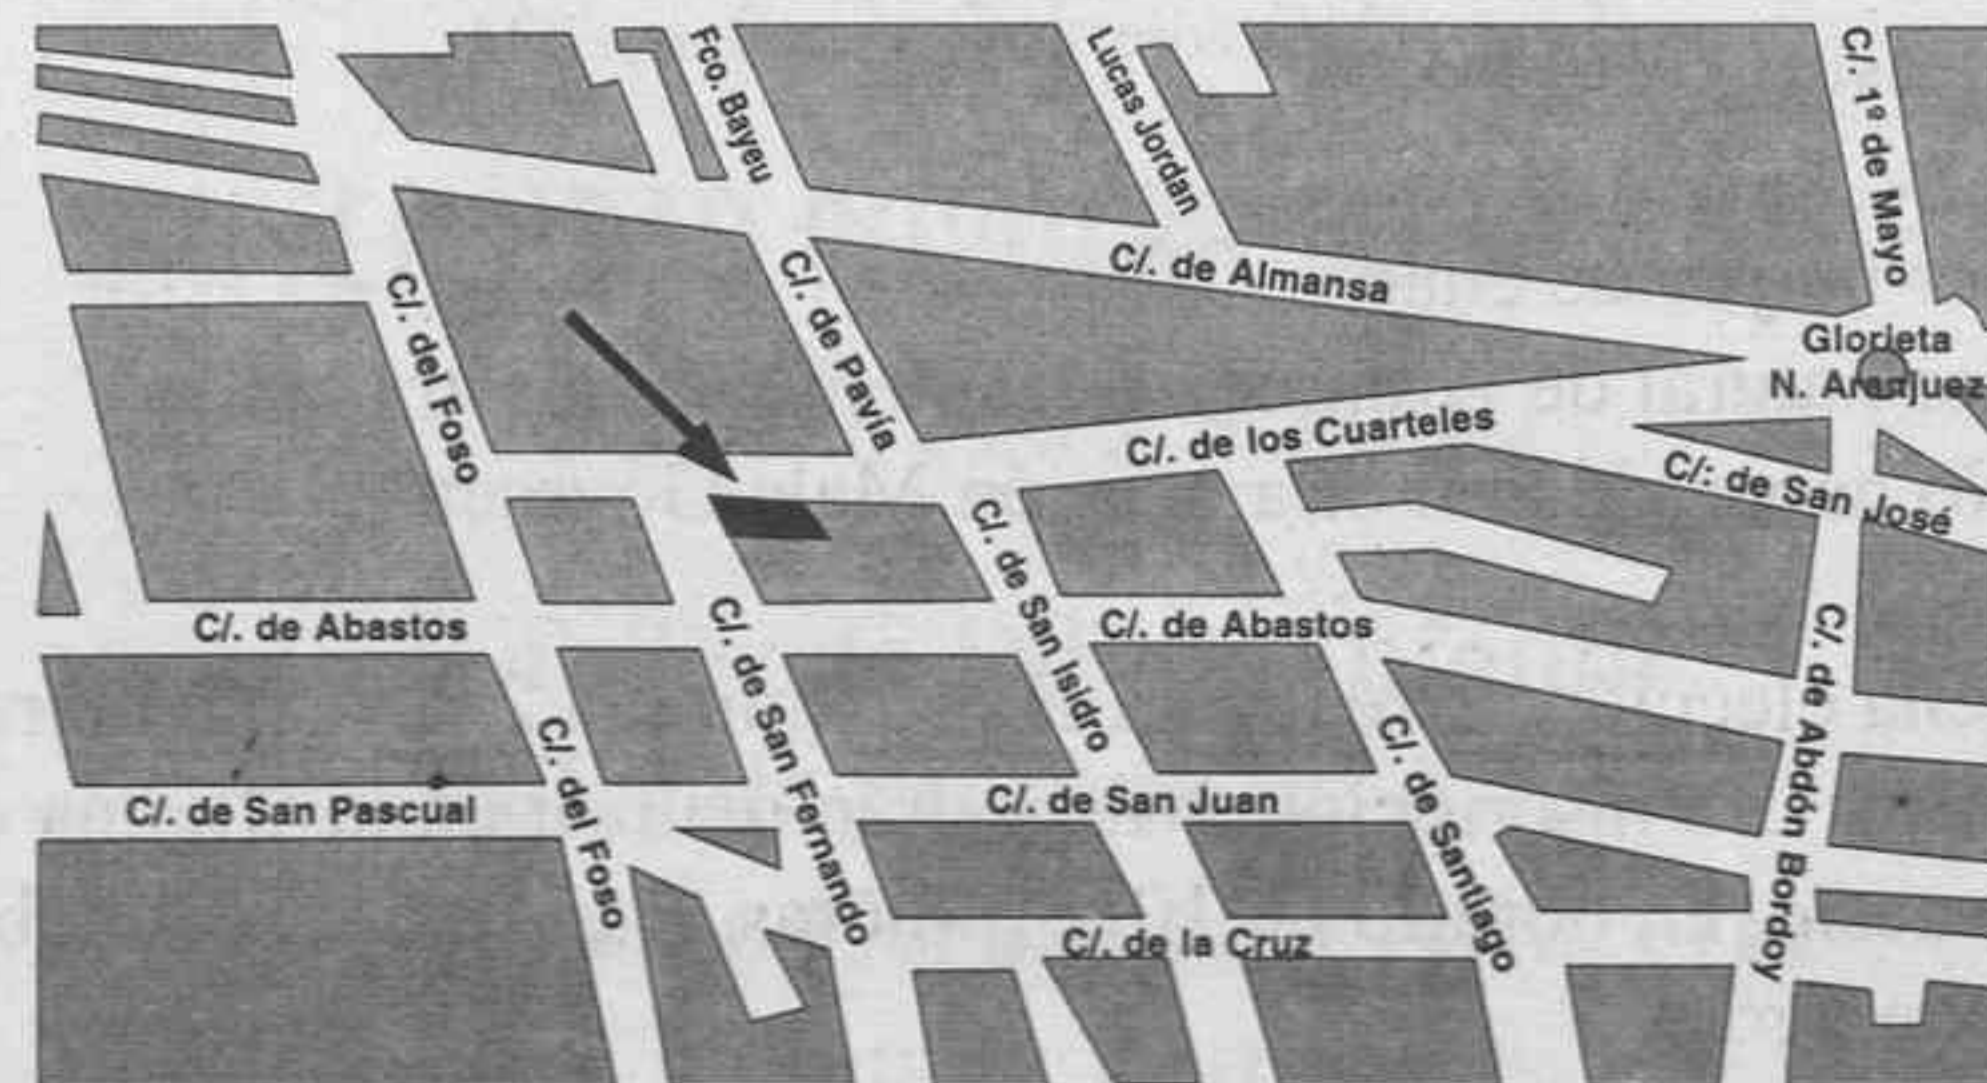 Fco. Bayeu
Lucas Jordan
C/. 1º de Mayo
C/. de Almansa
C/. del Foso
C/. de Pavía
Glorieta
N. Aranjuez
C/. de los Cuarteles
C/: de San José
C/. de San Isidro
C/. de Abastos
C/. de Abastos
C/. de San Fernando
C/. de Abdón Bordoy
C/. del Foso
C/. de Santiago
C/. de San Pascual
C/. de San Juan
C/. de la Cruz